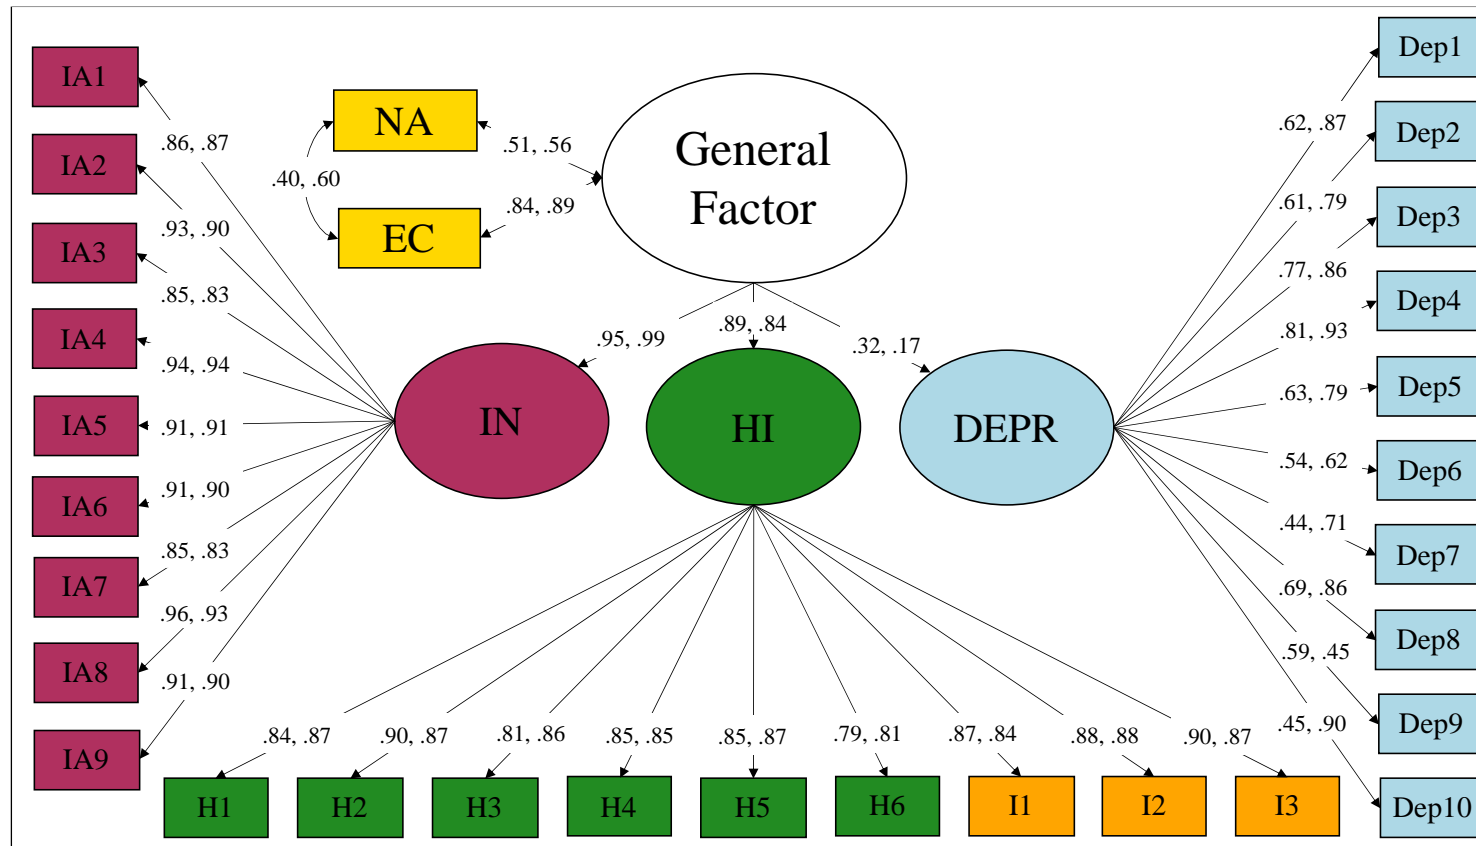 IA1
IA2
IA3
IA4
IA5
IA6
IA7
IA8
IA9
.86, .87
.93, .90
.85, .83
.94, .94
.91, .91
.91, .90
.85, .83
.96, .93
.91, .90
NA
EC
.40, .60
.51, .56
.84, .89
General
Factor
.95, .99
.89, .84
.32, .17
IN
HI
DEPR
.84, .87
.90, .87
.81, .86
.85, .85
.85, .87
.79, .81
.87, .84
.88, .88
.90, .87
H1
H2
H3
H4
H5
H6
I1
I2
I3
.62, .87
.61, .79
.77, .86
.81, .93
.63, .79
.54, .62
.44, .71
.69, .86
.59, .45
.45, .90
Dep1
Dep2
Dep3
Dep4
Dep5
Dep6
Dep7
Dep8
Dep9
Dep10